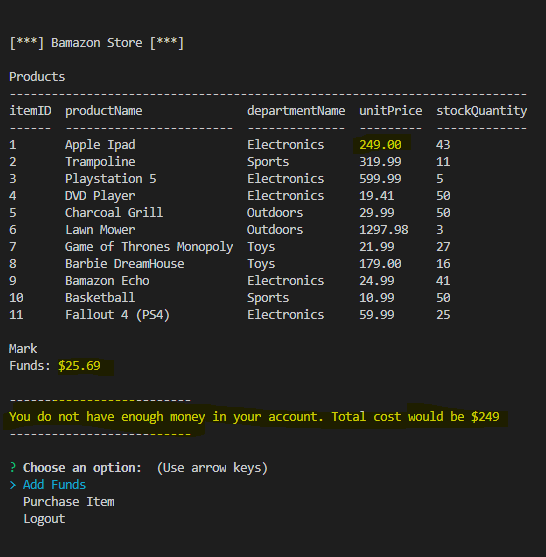 [***] Bamazon Store [***]
Products
--------------------------------------------------------------------------
itemID  productName               departmentName  unitPrice  stockQuantity
------  ------------------------  --------------  ---------  -------------
1       Apple Ipad                Electronics     249.00     43
2       Trampoline                Sports          319.99     11
3       Playstation 5             Electronics     599.99     5
4       DVD Player                Electronics     19.41      50
5       Charcoal Grill            Outdoors        29.99      50
6       Lawn Mower                Outdoors        1297.98    3
7       Game of Thrones Monopoly  Toys            21.99      27
8       Barbie DreamHouse         Toys            179.00     16
9       Bamazon Echo              Electronics     24.99      41
10      Basketball                Sports          10.99      50
11      Fallout 4 (PS4)           Electronics     59.99      25
Mark
Funds: $25.69
--------------------------
You do not have enough money in your account. Total cost would be $249
--------------------------
? Choose an option:  (Use arrow keys)
> Add Funds
  Purchase Item
  Logout